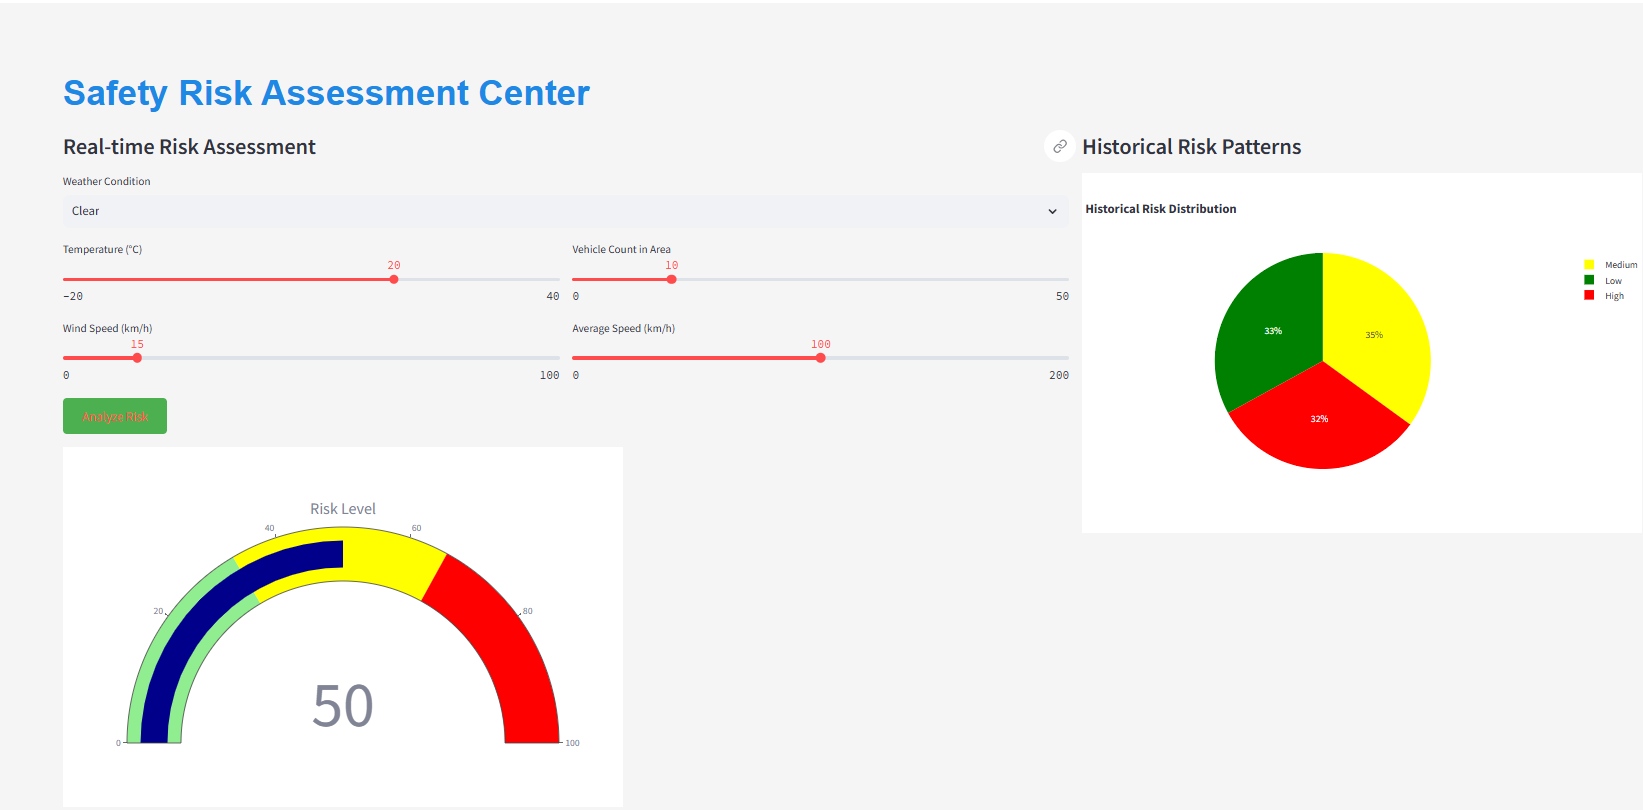 Safety Risk Assessment Center
Real-time Risk Assessment
Weather Condition
Clear
Temperature (°C)
20
−20 40
Vehicle Count in Area
10
0 50
Wind Speed (km/h)
15
0 100
Average Speed (km/h)
100
0 200
Analyze Risk
Risk Level
0
20
40
60
80
100
50
Historical Risk Patterns
Historical Risk Distribution
33%
35%
32%
Medium
Low
High